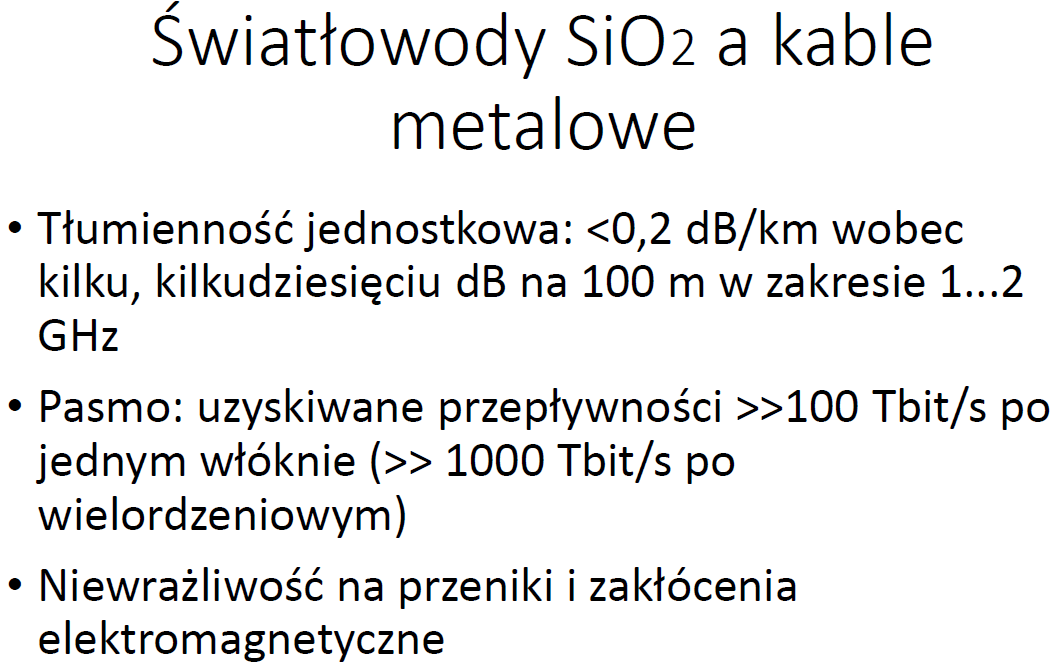 Światłowody SiO2 a kable
metalowe
• Tłumienność jednostkowa: <0,2 dB/km wobec
kilku, kilkudziesięciu dB na 100 m w zakresie 1...2
GHz
• Pasmo: uzyskiwane przepływności >>100 Tbit/s po
jednym włóknie (>> 1000 Tbit/s po
wielordzeniowym)
• Niewrażliwość na przeniki i zakłócenia
elektromagnetyczne